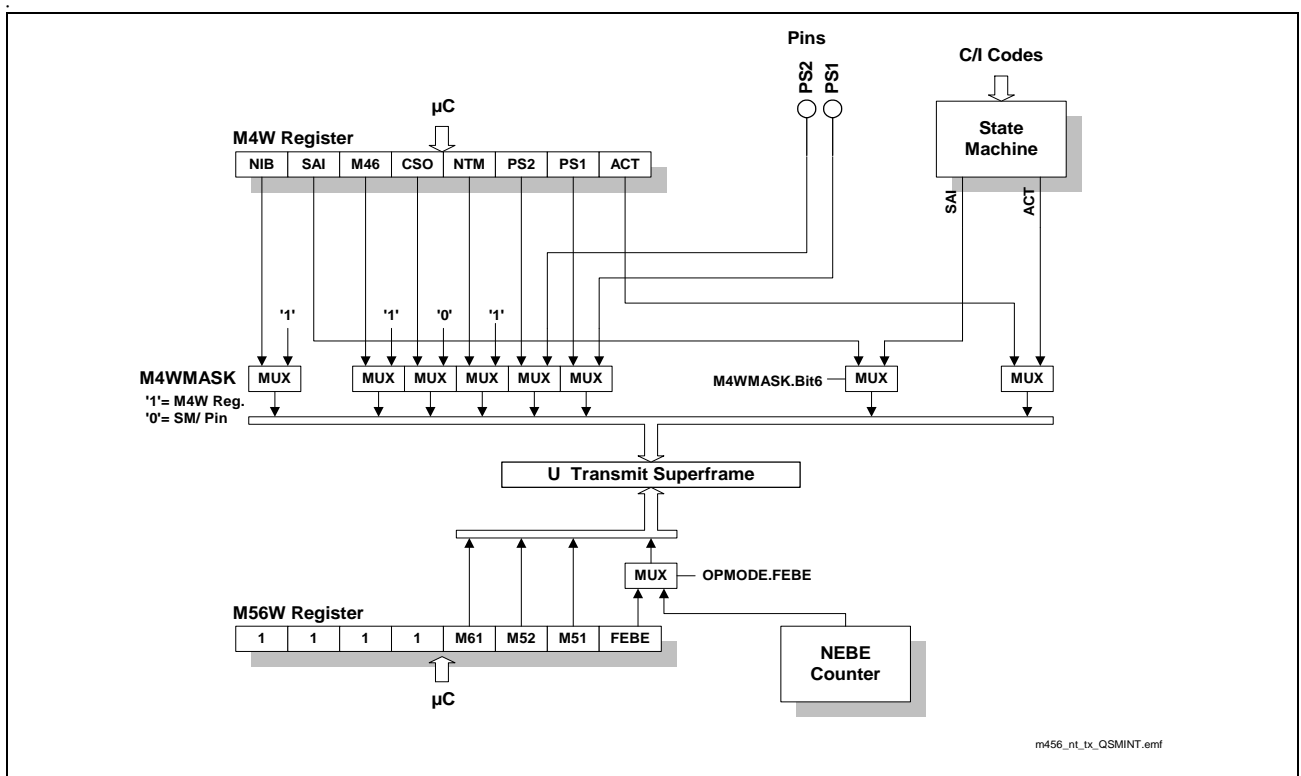 .
Pins
PS2
PS1
C/I Codes
µC
State
Machine
M4W Register
NIB SAI M46 CSO NTM PS2 PS1 ACT
SAI
ACT
'1' '1' '0' '1'
M4WMASK MUX MUX MUX MUX MUX MUX M4WMASK.Bit6 MUX MUX
'1'= M4W Reg.
'0'= SM/ Pin
U Transmit Superframe
MUX OPMODE.FEBE
M56W Register
1 1 1 1 M61 M52 M51 FEBE
NEBE
Counter
µC
m456_nt_tx_QSMINT.emf